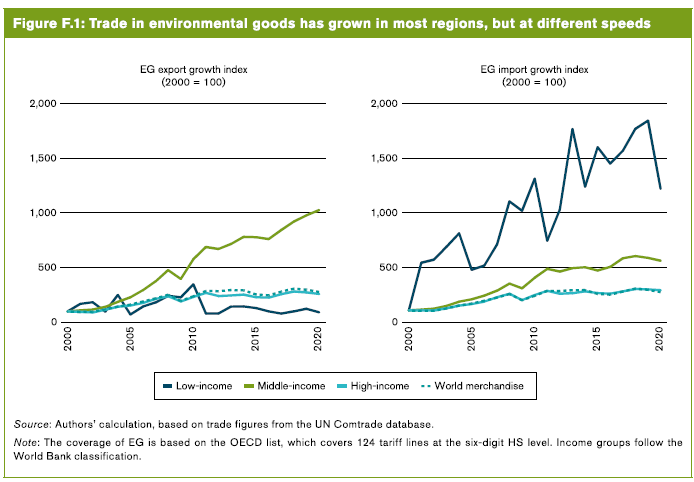 Figure F.1: Trade in environmental goods has grown in most regions, but at different speeds
EG export growth index
(2000 = 100)
2,000
1,500
1,000
500
0
2000
2005
2010
2015
2020
EG import growth index
(2000 = 100)
2,000
1,500
1,000
500
0
2000
2005
2010
2015
2020
Low-income Middle-income High-income World merchandise
Source: Authors' calculation, based on trade figures from the UN Comtrade database.
Note: The coverage of EG is based on the OECD list, which covers 124 tariff lines at the six-digit HS level. Income groups follow the
World Bank classification.